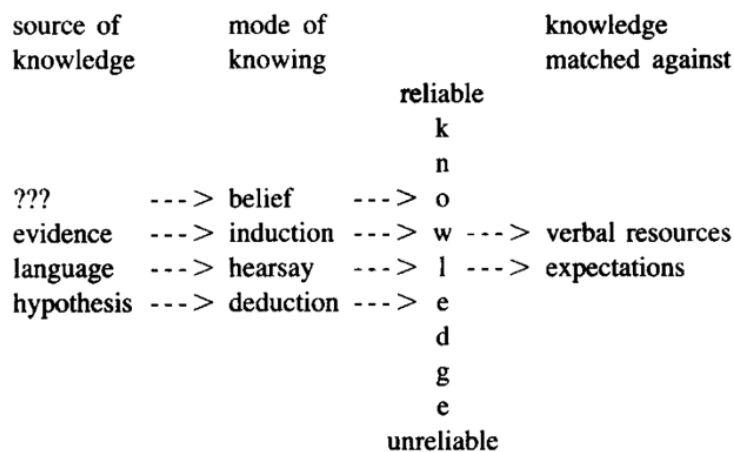 source of mode of knowledge
knowledge knowing matched against
reliable
k
n
??? ---> belief ---> o
evidence ---> induction ---> w ---> verbal resources
language ---> hearsay ---> l ---> expectations
hypothesis ---> deduction ---> e
d
g
e
unreliable